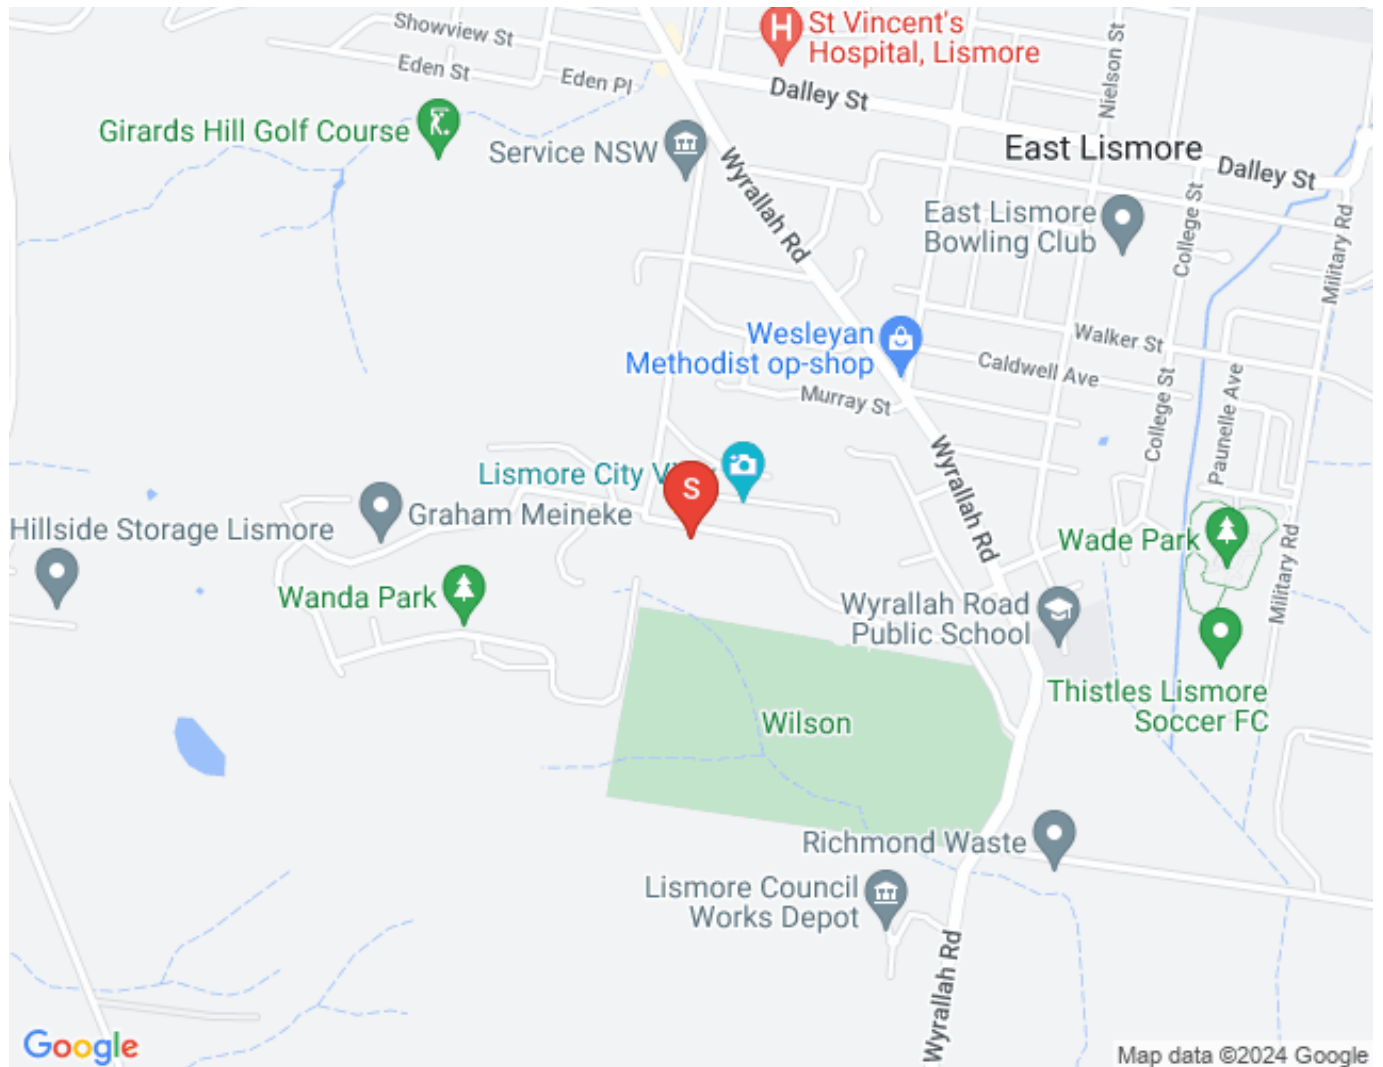 Showview St
Eden St
Eden Pl
St Vincent's
Hospital, Lismore
Dalley St
Nielson St
Girards Hill Golf Course
Service NSW
Wyrallah Rd
East Lismore
Dalley St
East Lismore
Bowling Club
College St
Military Rd
Wesleyan
Methodist op-shop
Walker St
Caldwell Ave
Murray St
Paunelle Ave
College St
Wyrallah Rd
Lismore City
S
Graham Meineke
Hillside Storage Lismore
Wade Park
Military Rd
Wanda Park
Wyrallah Road
Public School
Thistles Lismore
Soccer FC
Wilson
Richmond Waste
Lismore Council
Works Depot
Wyrallah Rd
Google
Map data ©2024 Google